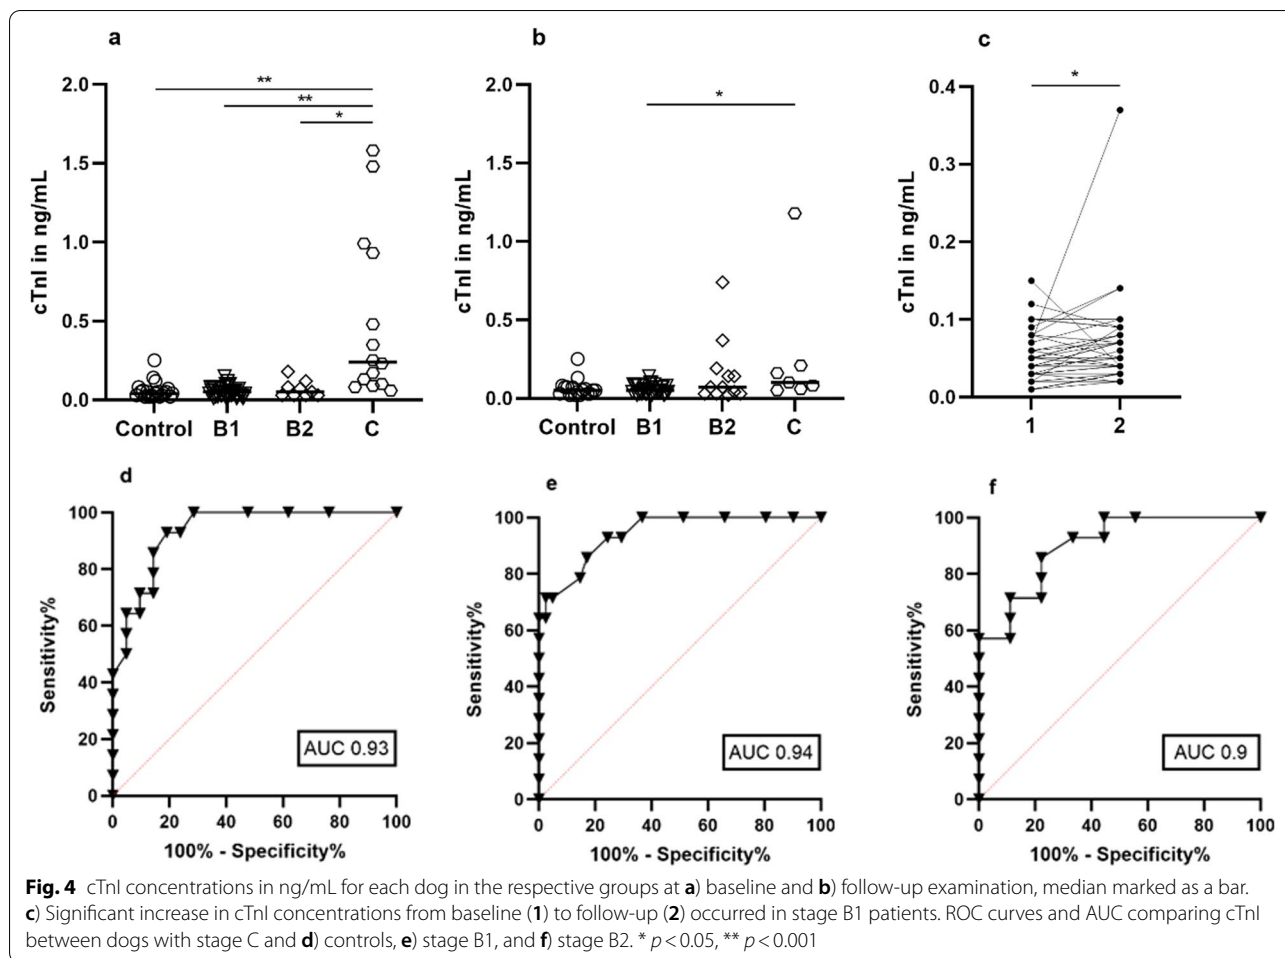 a
b
c
cTnI in ng/mL
2.0
1.5
1.0
0.5
0.0
**
**
*
Control B1 B2 C
cTnI in ng/mL
2.0
1.5
1.0
0.5
0.0
*
Control B1 B2 C
cTnI in ng/mL
0.4
0.3
0.2
0.1
0.0
*
1 2
d
Sensitivity%
100
80
60
40
20
0
AUC 0.93
0 20 40 60 80 100
100% - Specificity%
e
Sensitivity%
100
80
60
40
20
0
AUC 0.94
0 20 40 60 80 100
100% - Specificity%
f
Sensitivity%
100
80
60
40
20
0
AUC 0.9
0 20 40 60 80 100
100% - Specificity%
Fig. 4 cTnI concentrations in ng/mL for each dog in the respective groups at a) baseline and b) follow-up examination, median marked as a bar.
c) Significant increase in cTnI concentrations from baseline (1) to follow-up (2) occurred in stage B1 patients. ROC curves and AUC comparing cTnI
between dogs with stage C and d) controls, e) stage B1, and f) stage B2. * p < 0.05, ** p < 0.001